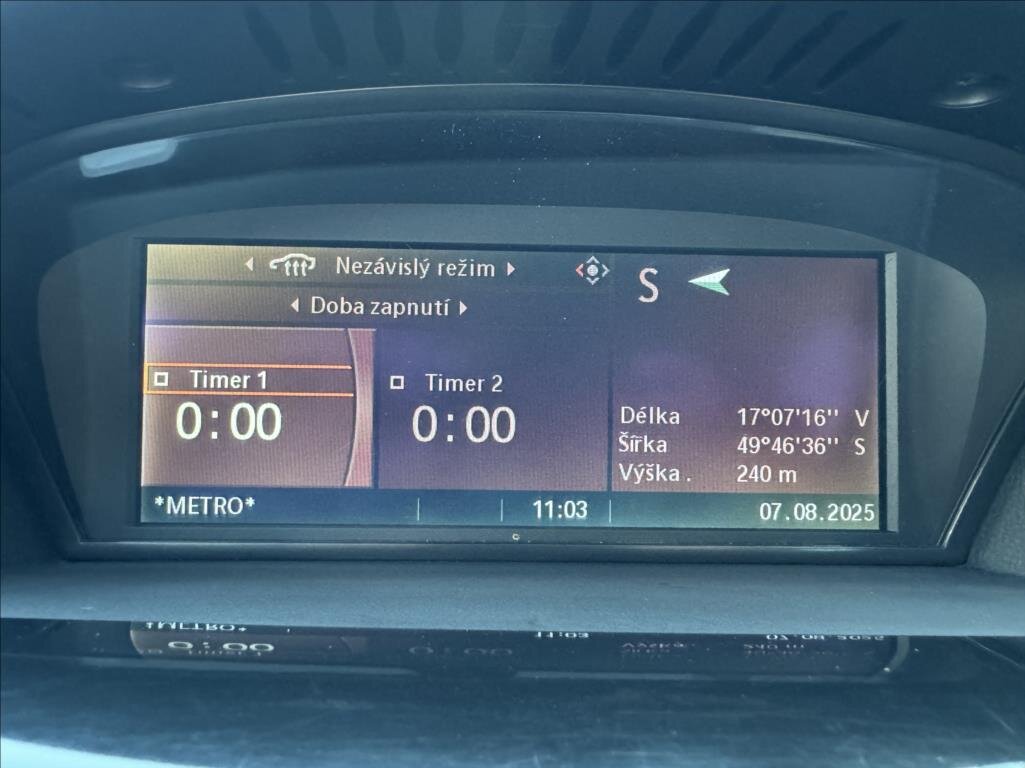 Nezávislý režim
Doba zapnutí
S
Timer 1
0:00
Timer 2
0:00
Délka 17°07'16'' V
Šířka 49°46'36'' S
Výška. 240 m
*METRO* 11:03 07.08.2025